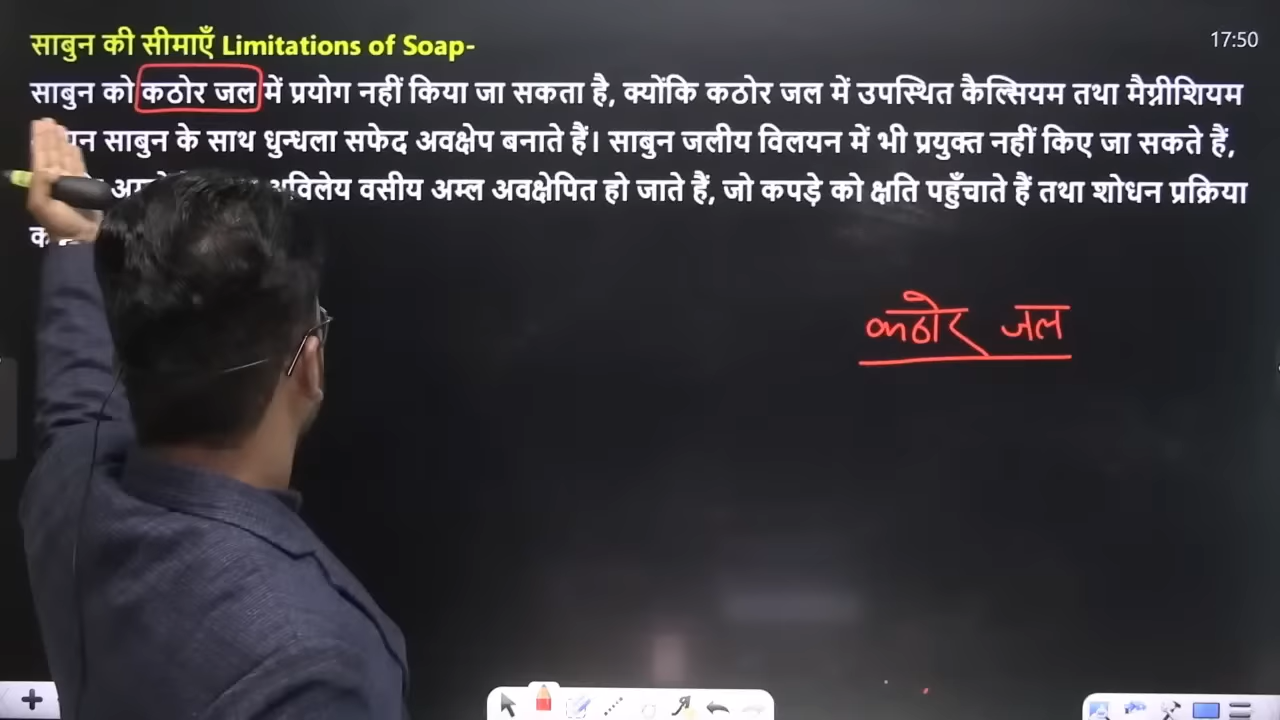 साबुन की सीमाएँ Limitations of Soap-
17:50
साबुन को कठोर जल में प्रयोग नहीं किया जा सकता है, क्योंकि कठोर जल में उपस्थित कैल्सियम तथा मैग्नीशियम
साबुन के साथ धुन्धला सफेद अवक्षेप बनाते हैं। साबुन जलीय विलयन में भी प्रयुक्त नहीं किए जा सकते हैं,
अविलेय वसीय अम्ल अवक्षेपित हो जाते हैं, जो कपड़े को क्षति पहुँचाते हैं तथा शोधन प्रक्रिया
कठोर जल